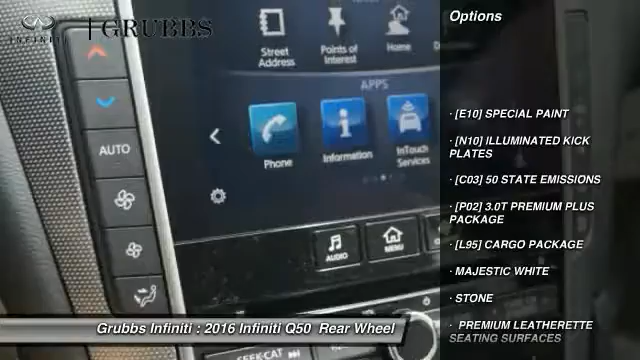 INFINITI
GRUBBS
Options
Street
Address
Points of
Interest
Home
APPS
Phone
Information
InTouch
Services
AUTO
AUDIO
MENU
SEEK·CAT
· [E10] SPECIAL PAINT
· [N10] ILLUMINATED KICK
PLATES
· [C03] 50 STATE EMISSIONS
· [P02] 3.0T PREMIUM PLUS
PACKAGE
· [L95] CARGO PACKAGE
· MAJESTIC WHITE
· STONE
· PREMIUM LEATHERETTE
SEATING SURFACES
Grubbs Infiniti : 2016 Infiniti Q50 Rear Wheel